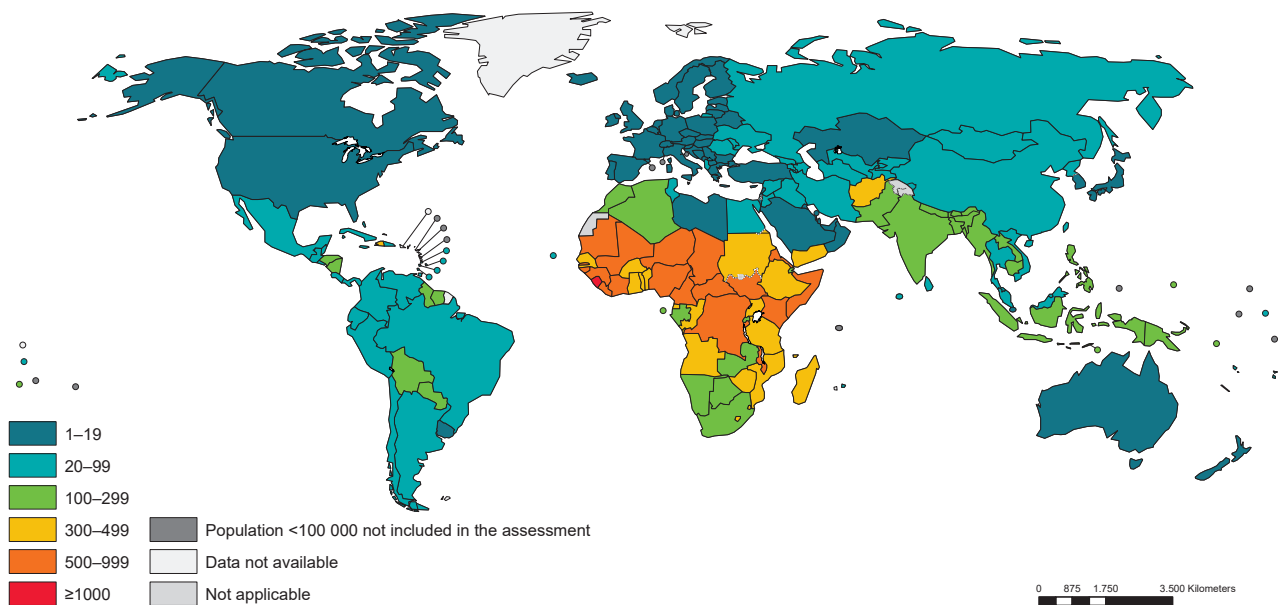 1–19
20–99
100–299
300–499
500–999
≥1000
Population <100 000 not included in the assessment
Data not available
Not applicable
0 875 1.750 3.500 Kilometers